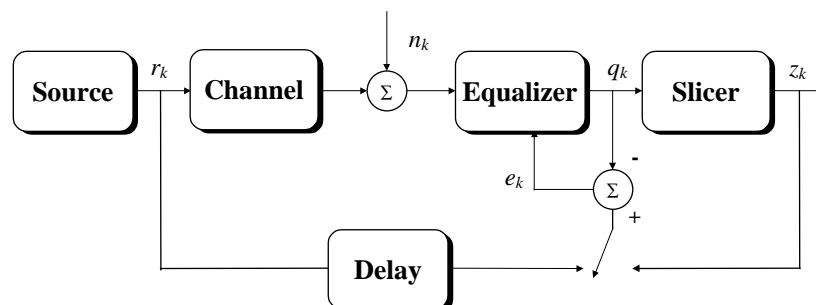 n_k
r_k
q_k
z_k
Source
Channel
Σ
Equalizer
Slicer
-
e_k
Σ
+
Delay